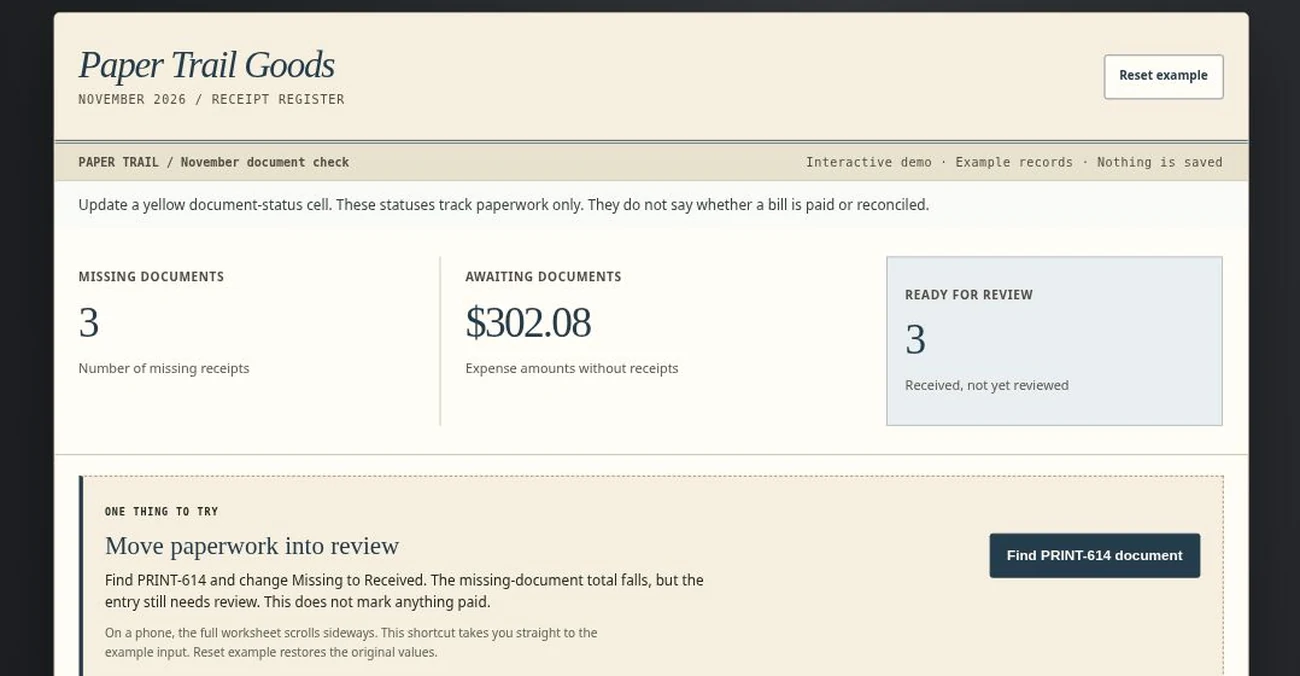 Paper Trail Goods
NOVEMBER 2026 / RECEIPT REGISTER
Reset example
PAPER TRAIL / November document check
Interactive demo · Example records · Nothing is saved
Update a yellow document-status cell. These statuses track paperwork only. They do not say whether a bill is paid or reconciled.
MISSING DOCUMENTS
3
Number of missing receipts
AWAITING DOCUMENTS
$302.08
Expense amounts without receipts
READY FOR REVIEW
3
Received, not yet reviewed
ONE THING TO TRY
Move paperwork into review
Find PRINT-614 and change Missing to Received. The missing-document total falls, but the
entry still needs review. This does not mark anything paid.
On a phone, the full worksheet scrolls sideways. This shortcut takes you straight to the
example input. Reset example restores the original values.
Find PRINT-614 document